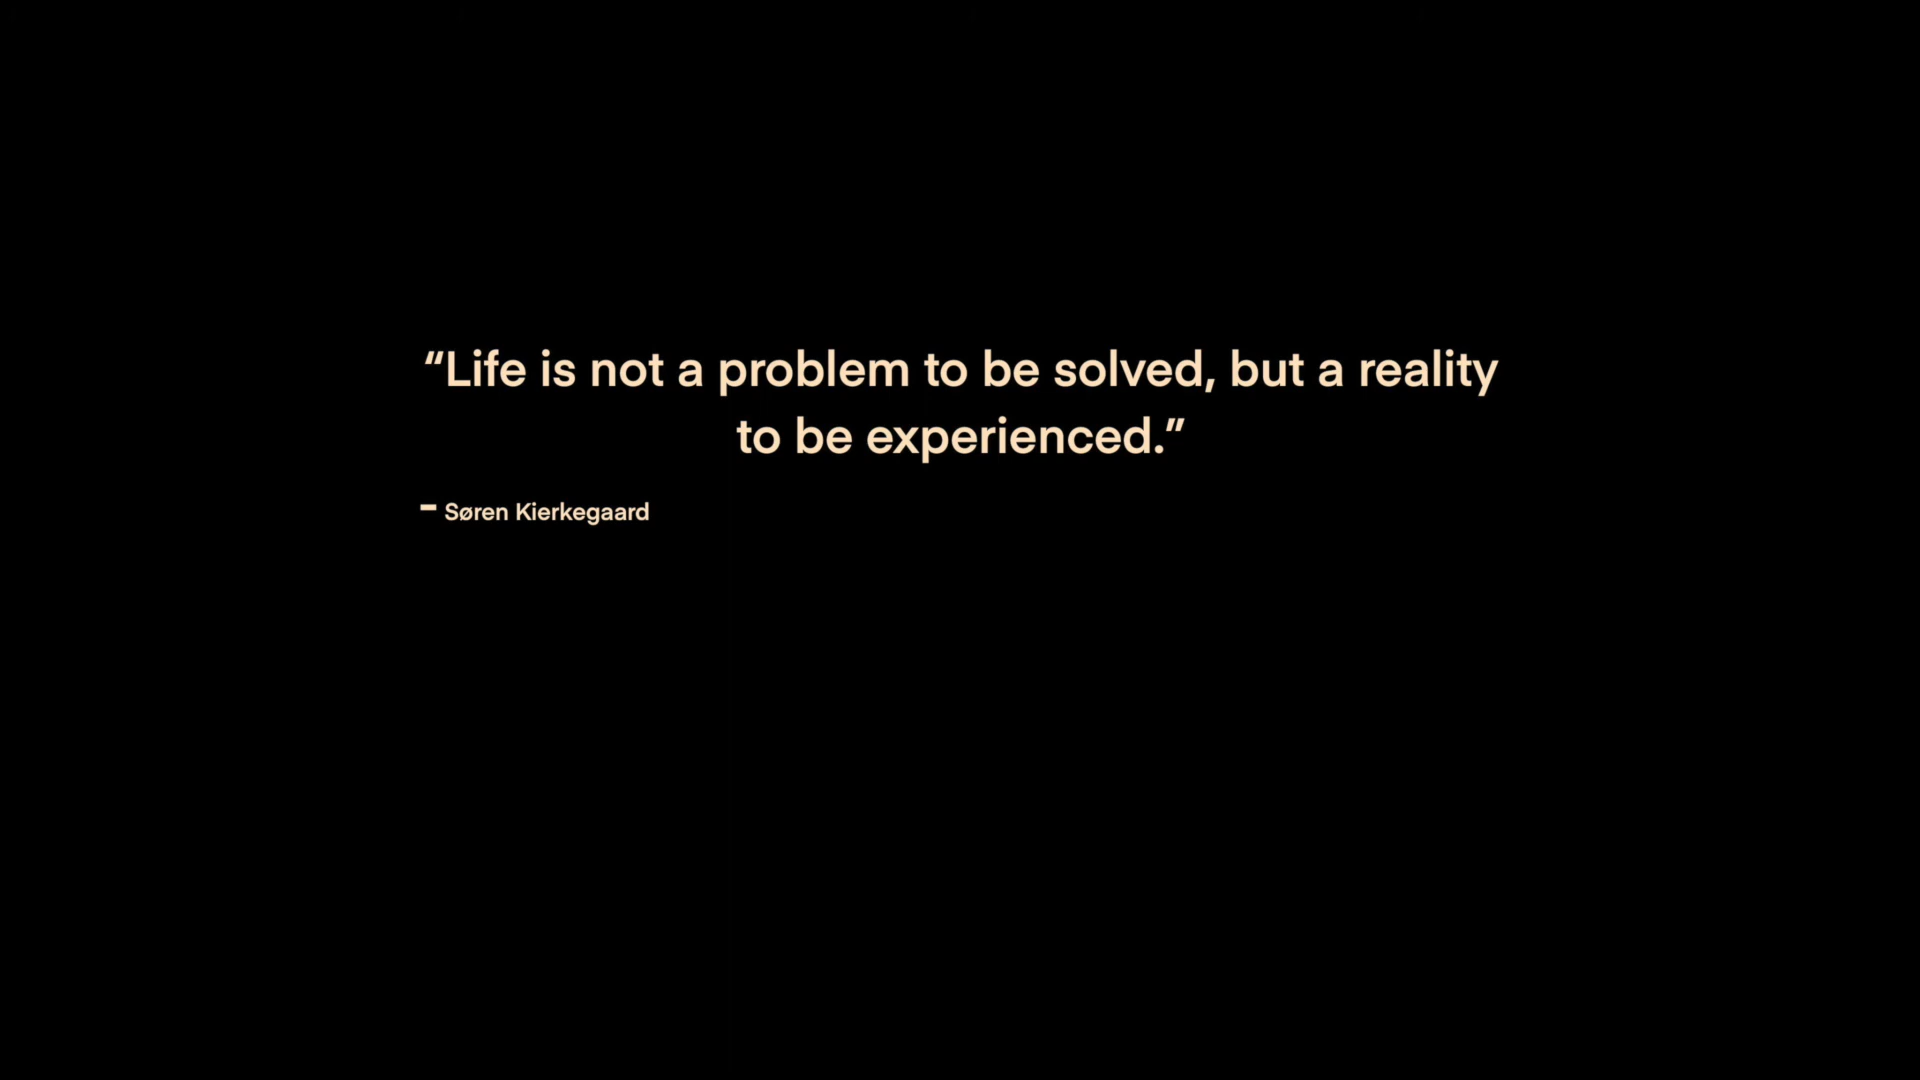 “Life is not a problem to be solved, but a reality
to be experienced.”
– Søren Kierkegaard